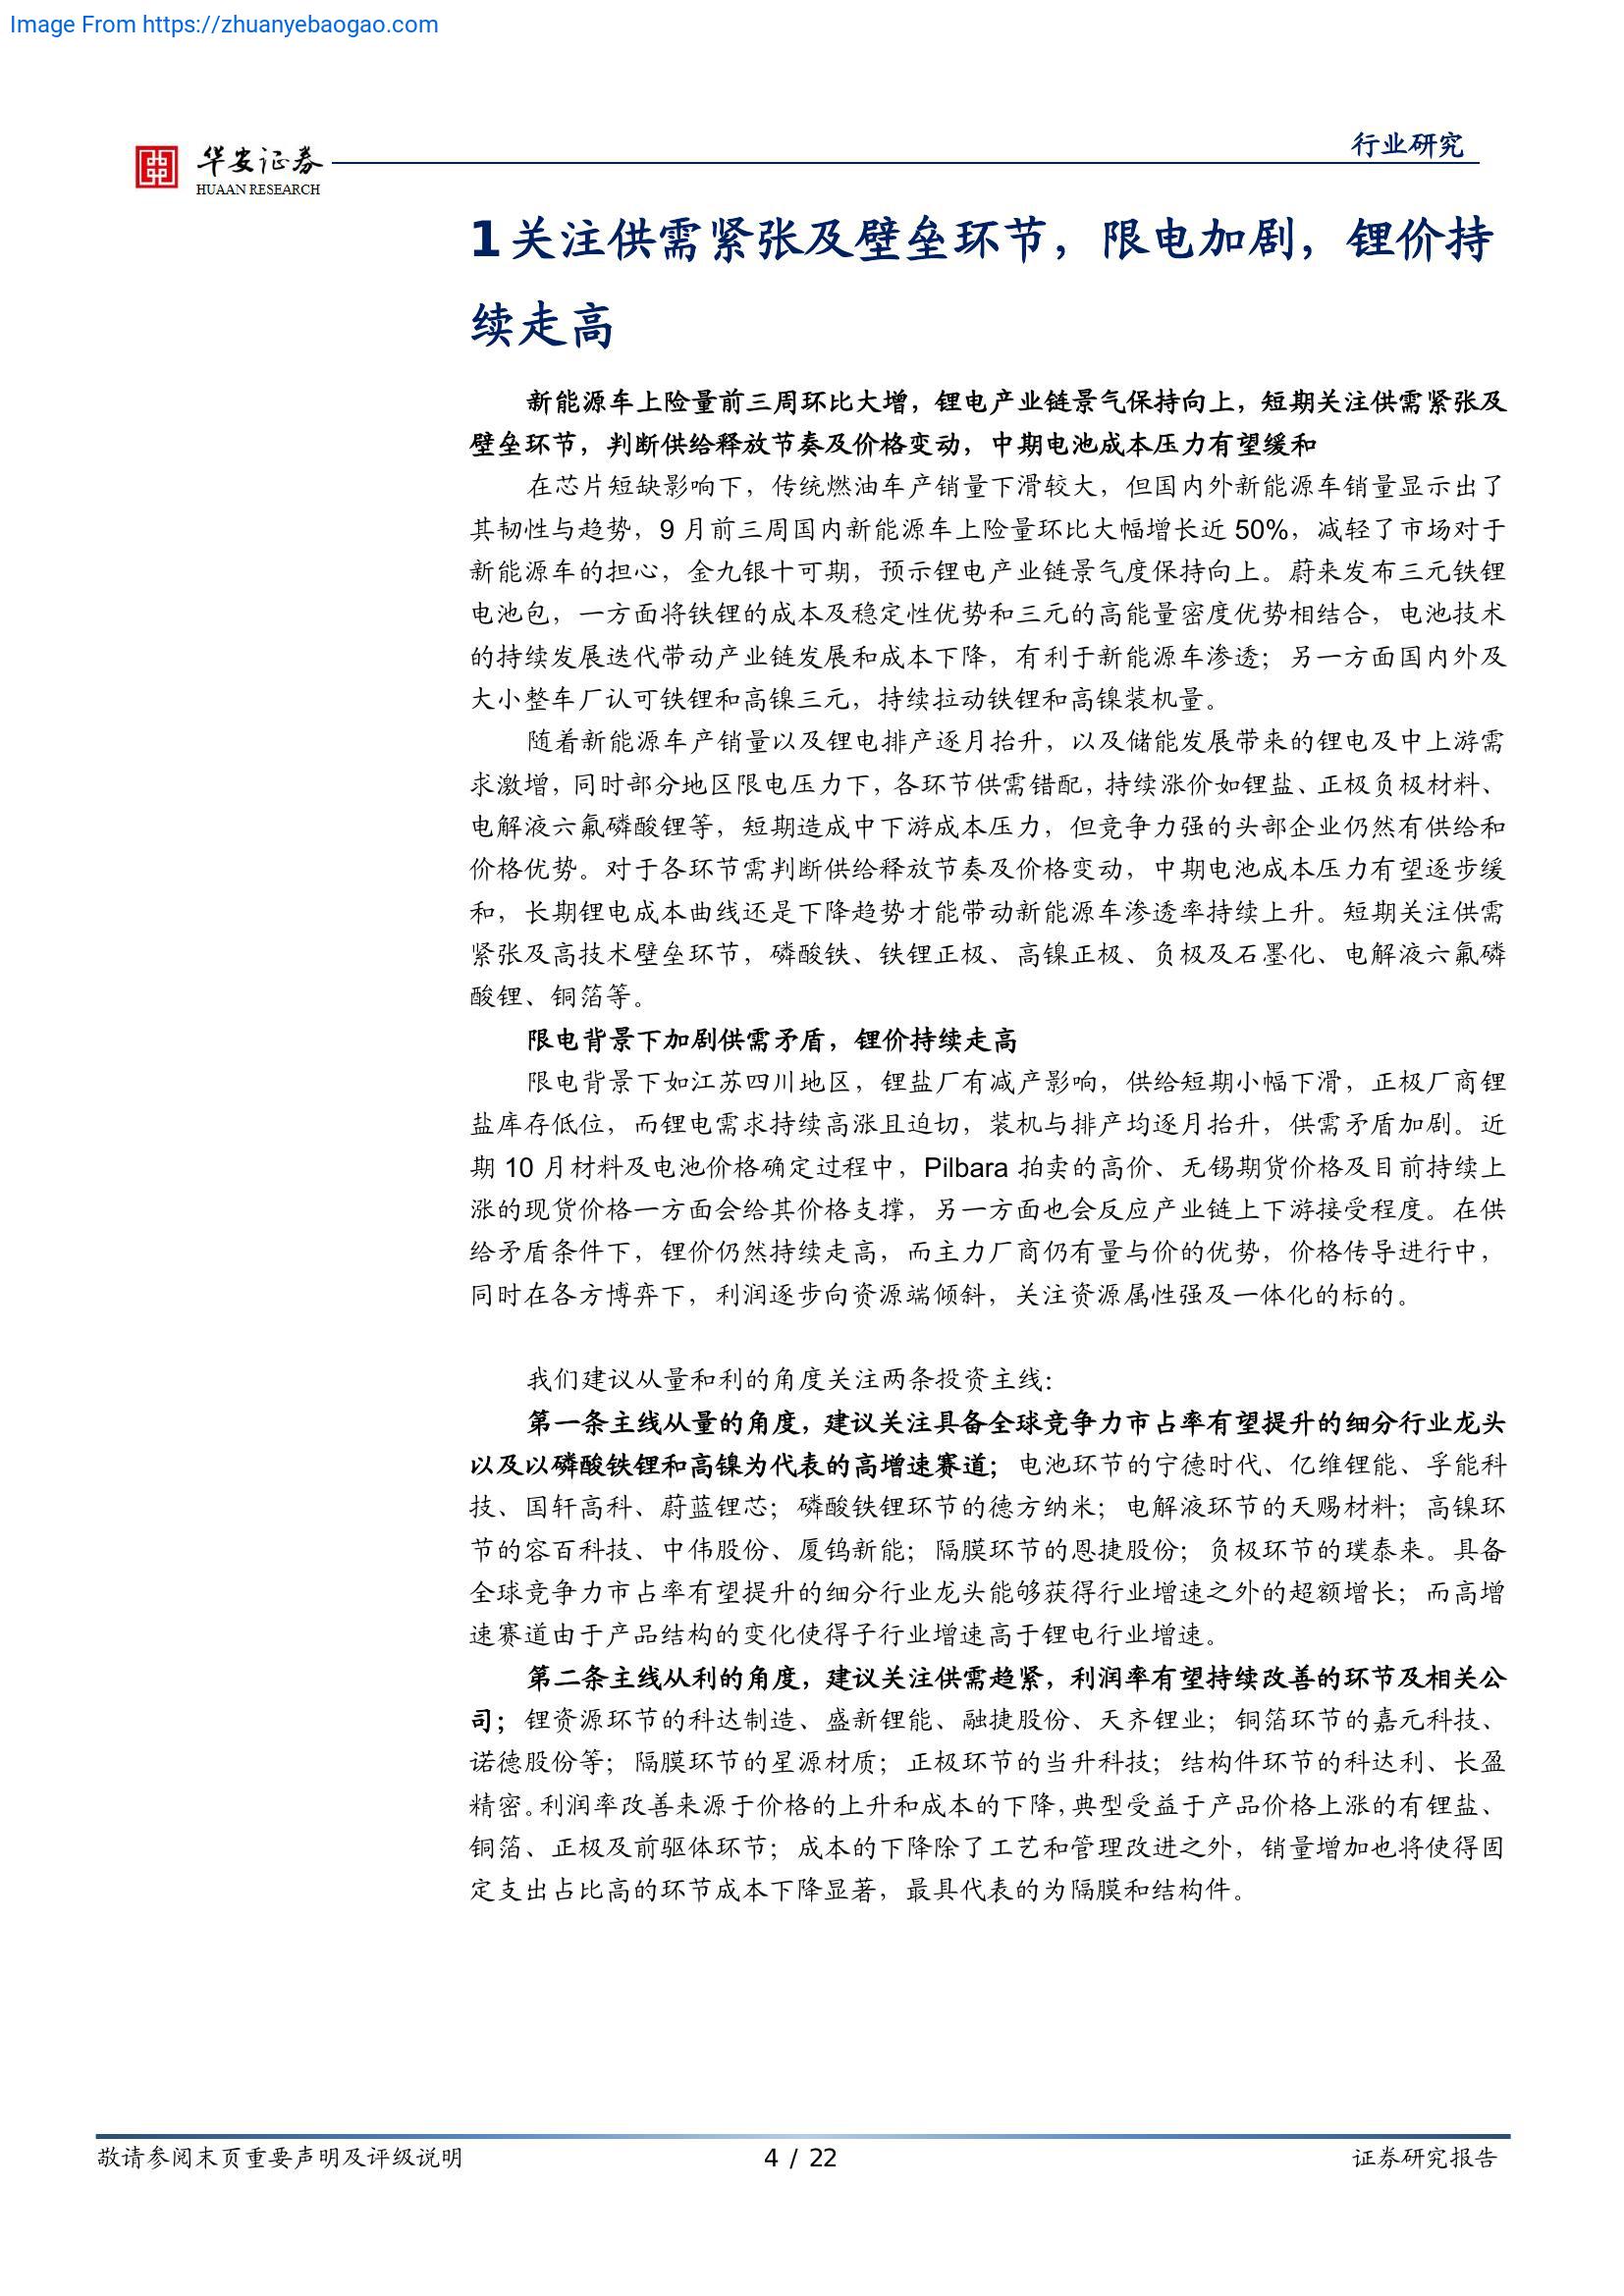 Image From https://zhuanyebaogao.com
华安证券
HUAAN RESEARCH
行业研究
1 关注供需紧张及壁垒环节，限电加剧，锂价持
续走高
新能源车上险量前三周环比大增，锂电产业链景气保持向上，短期关注供需紧张及
壁垒环节，判断供给释放节奏及价格变动，中期电池成本压力有望缓和
在芯片短缺影响下，传统燃油车产销量下滑较大，但国内外新能源车销量显示出了
其韧性与趋势，9 月前三周国内新能源车上险量环比大幅增长近 50%，减轻了市场对于
新能源车的担心，金九银十可期，预示锂电产业链景气度保持向上。蔚来发布三元铁锂
电池包，一方面将铁锂的成本及稳定性优势和三元的高能量密度优势相结合，电池技术
的持续发展迭代带动产业链发展和成本下降，有利于新能源车渗透；另一方面国内外及
大小整车厂认可铁锂和高镍三元，持续拉动铁锂和高镍装机量。
随着新能源车产销量以及锂电排产逐月抬升，以及储能发展带来的锂电及中上游需
求激增，同时部分地区限电压力下，各环节供需错配，持续涨价如锂盐、正极负极材料、
电解液六氟磷酸锂等，短期造成中下游成本压力，但竞争力强的头部企业仍然有供给和
价格优势。对于各环节需判断供给释放节奏及价格变动，中期电池成本压力有望逐步缓
和，长期锂电成本曲线还是下降趋势才能带动新能源车渗透率持续上升。短期关注供需
紧张及高技术壁垒环节，磷酸铁、铁锂正极、高镍正极、负极及石墨化、电解液六氟磷
酸锂、铜箔等。
限电背景下加剧供需矛盾，锂价持续走高
限电背景下如江苏四川地区，锂盐厂有减产影响，供给短期小幅下滑，正极厂商锂
盐库存低位，而锂电需求持续高涨且迫切，装机与排产均逐月抬升，供需矛盾加剧。近
期 10 月材料及电池价格确定过程中，Pilbara 拍卖的高价、无锡期货价格及目前持续上
涨的现货价格一方面会给其价格支撑，另一方面也会反应产业链上下游接受程度。在供
给矛盾条件下，锂价仍然持续走高，而主力厂商仍有量与价的优势，价格传导进行中，
同时在各方博弈下，利润逐步向资源端倾斜，关注资源属性强及一体化的标的。
我们建议从量和利的角度关注两条投资主线：
第一条主线从量的角度，建议关注具备全球竞争力市占率有望提升的细分行业龙头
以及以磷酸铁锂和高镍为代表的高增速赛道；电池环节的宁德时代、亿维锂能、孚能科
技、国轩高科、蔚蓝锂芯；磷酸铁锂环节的德方纳米；电解液环节的天赐材料；高镍环
节的容百科技、中伟股份、厦钨新能；隔膜环节的恩捷股份；负极环节的璞泰来。具备
全球竞争力市占率有望提升的细分行业龙头能够获得行业增速之外的超额增长；而高增
速赛道由于产品结构的变化使得子行业增速高于锂电行业增速。
第二条主线从利的角度，建议关注供需趋紧，利润率有望持续改善的环节及相关公
司；锂资源环节的科达制造、盛新锂能、融捷股份、天齐锂业；铜箔环节的嘉元科技、
诺德股份等；隔膜环节的星源材质；正极环节的当升科技；结构件环节的科达利、长盈
精密。利润率改善来源于价格的上升和成本的下降，典型受益于产品价格上涨的有锂盐、
铜箔、正极及前驱体环节；成本的下降除了工艺和管理改进之外，销量增加也将使得固
定支出占比高的环节成本下降显著，最具代表的为隔膜和结构件。
敬请参阅末页重要声明及评级说明
4 / 22
证券研究报告